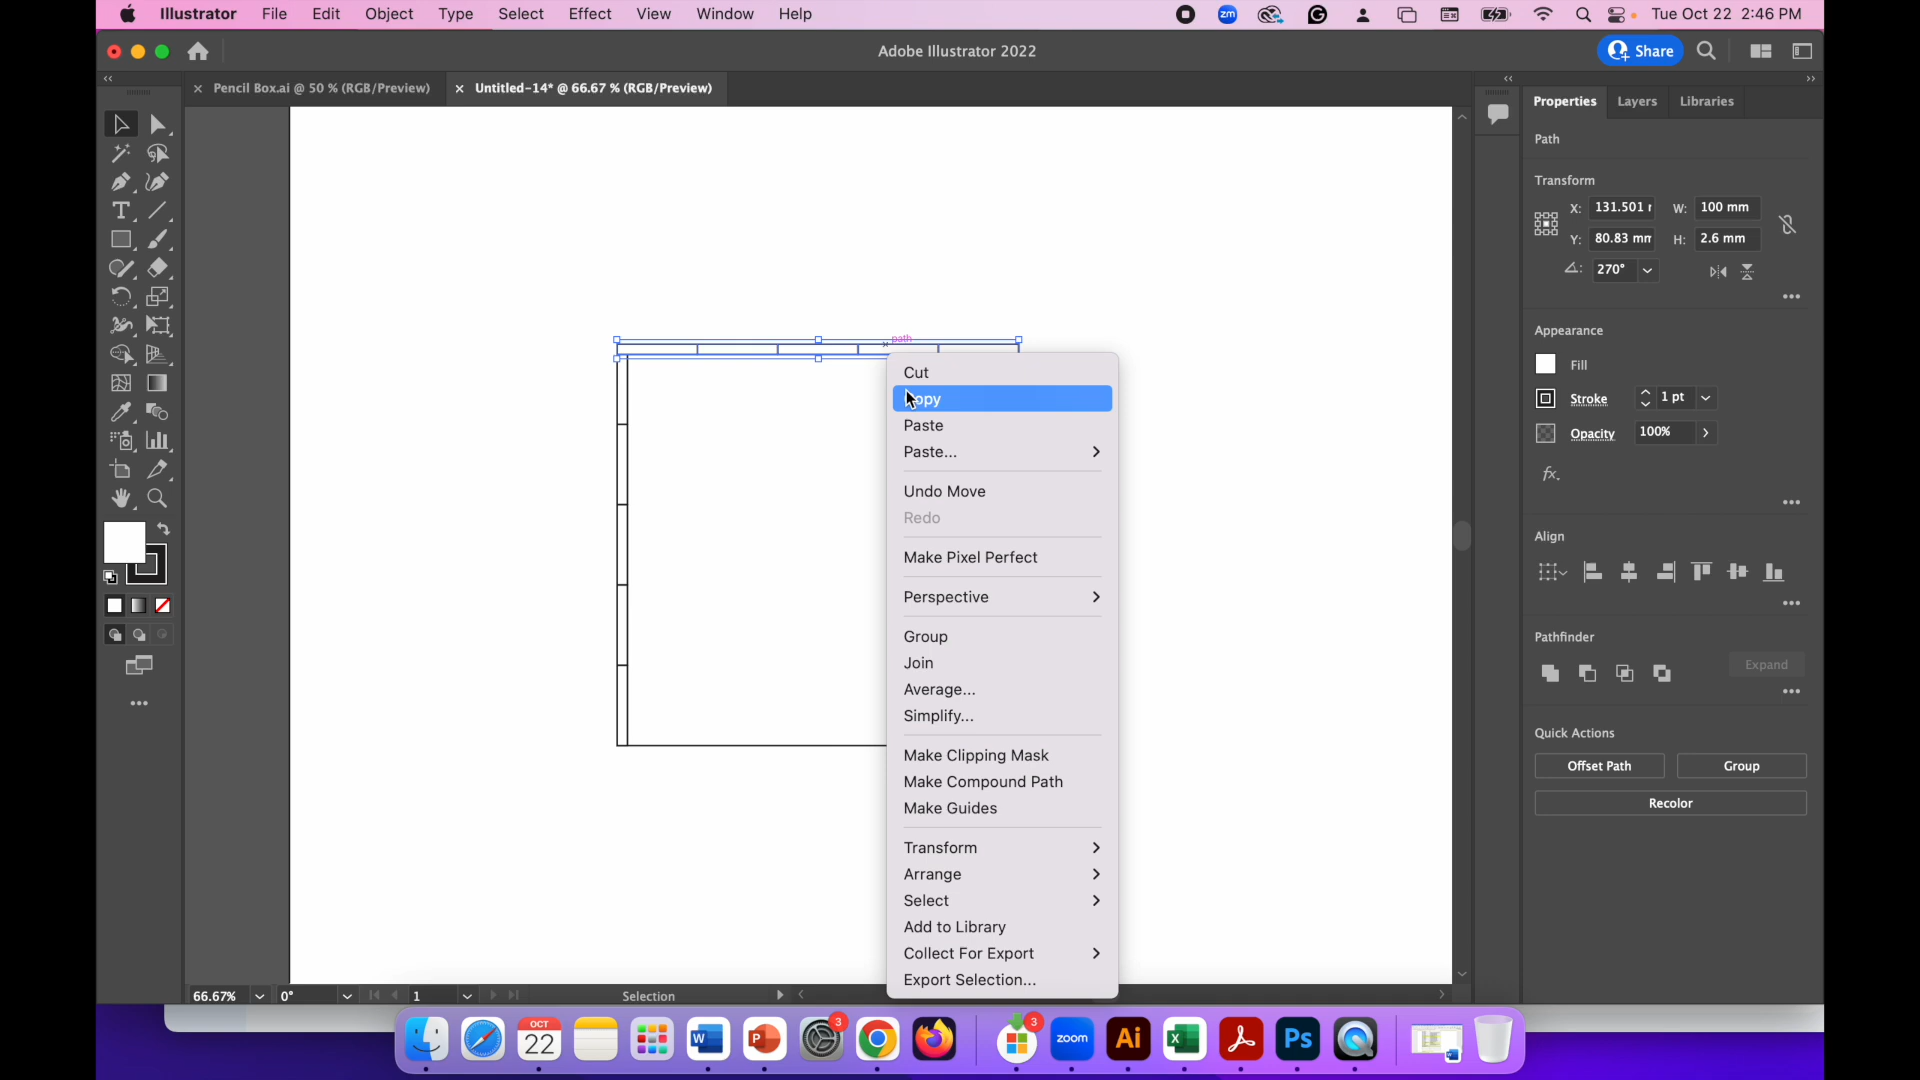 Illustrator File Edit Object Type Select Effect View Window Help Tue Oct 22 2:46 PM
Adobe Illustrator 2022
Share
Pencil Box.ai @ 50 % (RGB/Preview) Untitled-14* @ 66.67 % (RGB/Preview)
Properties Layers Libraries
Path
Transform
X: 131.501 W: 100 mm
Y: 80.83 mm H: 2.6 mm
270°
Appearance
Fill
Stroke 1 pt
Opacity 100%
fx.
Align
Pathfinder
Expand
Quick Actions
Offset Path Group
Recolor
path
Cut
opy
Paste
Paste...
Undo Move
Redo
Make Pixel Perfect
Perspective
Group
Join
Average...
Simplify...
Make Clipping Mask
Make Compound Path
Make Guides
Transform
Arrange
Select
Add to Library
Collect For Export
Export Selection...
66.67% 0° 1 Selection
OCT
22
W
P
3
3
zoom
Ai
X
Ps
zm